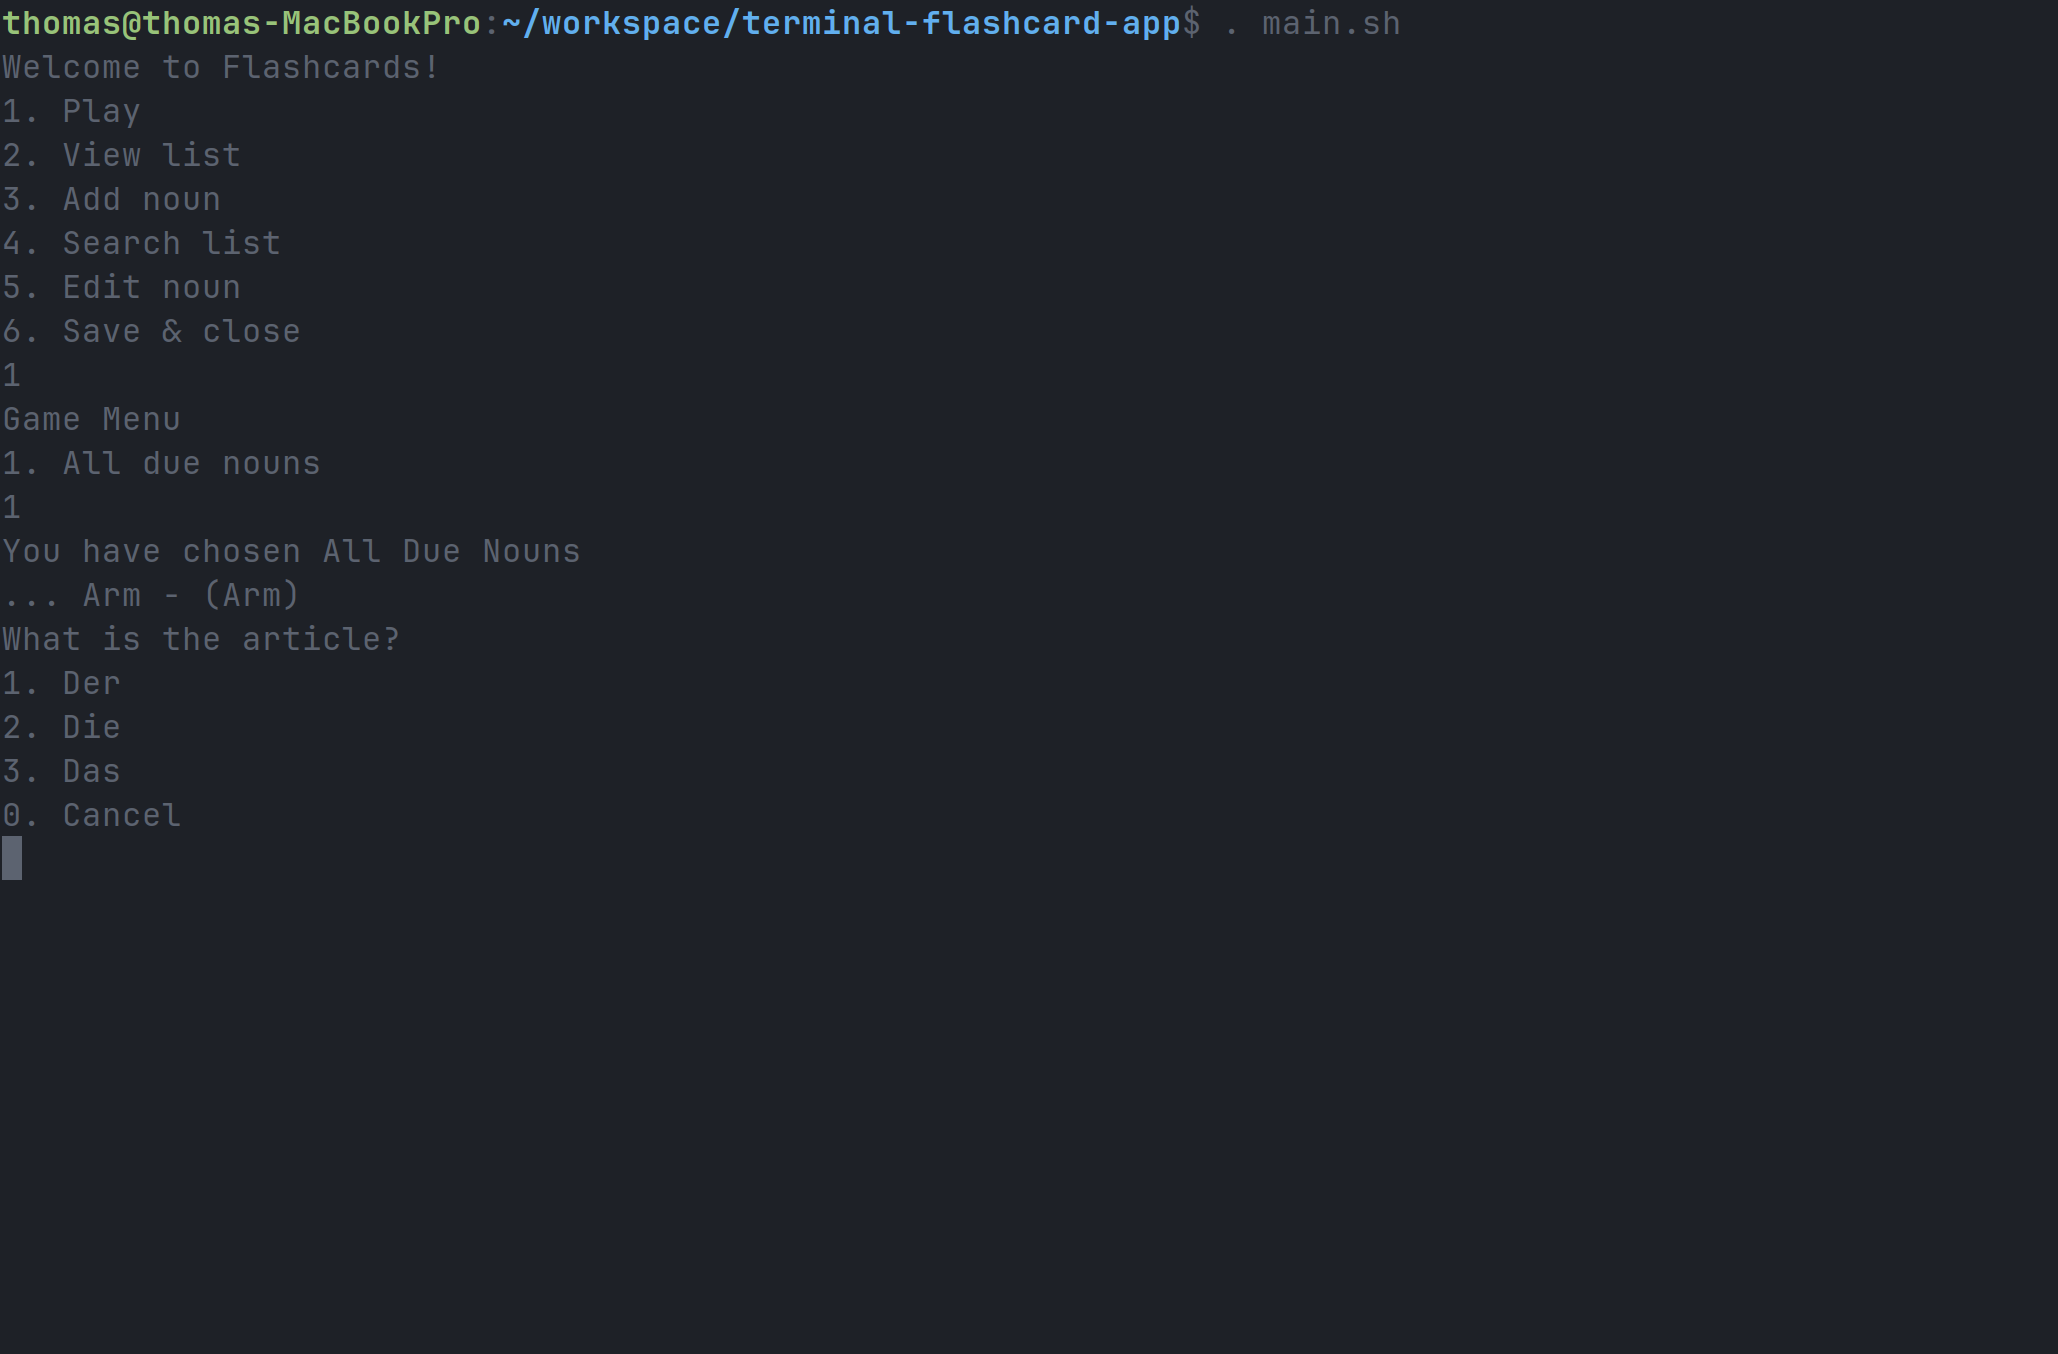 thomas@thomas-MacBookPro:~/workspace/terminal-flashcard-app$ . main.sh
Welcome to Flashcards!
1. Play
2. View list
3. Add noun
4. Search list
5. Edit noun
6. Save & close
1
Game Menu
1. All due nouns
1
You have chosen All Due Nouns
... Arm - (Arm)
What is the article?
1. Der
2. Die
3. Das
0. Cancel